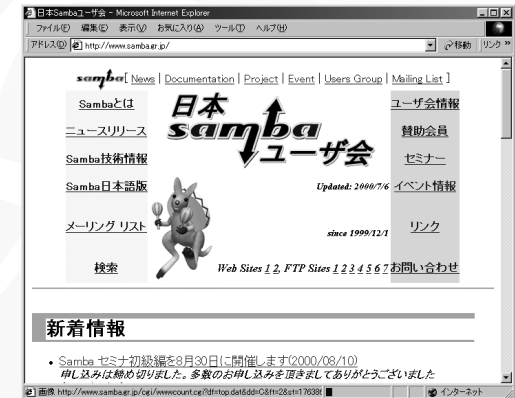 日本Sambaユーザ会 - Microsoft Internet Explorer
ファイル(F) 編集(E) 表示(V) お気に入り(A) ツール(T) ヘルプ(H)
アドレス(D) http://www.samba.gr.jp/ 移動 リンク »
samba[ News | Documentation | Project | Event | Users Group | Mailing List ]
Sambaとは
ニュースリリース
Samba技術情報
Samba日本語版
メーリング リスト
検索
日本
samba
ユーザ会
Updated: 2000/7/6
since 1999/12/1
Web Sites 1 2, FTP Sites 1 2 3 4 5 6 7
ユーザ会情報
賛助会員
セミナー
イベント情報
リンク
お問い合わせ
新着情報
• Samba セミナ初級編を8月30日に開催します(2000/08/10)
申し込みは締め切りました。多数のお申し込みを頂きましてありがとうございました
画像 http://www.samba.gr.jp/cgi/wwwcount.cgi?df=top.dat&dd=C&ft=2&st=17638 インターネット